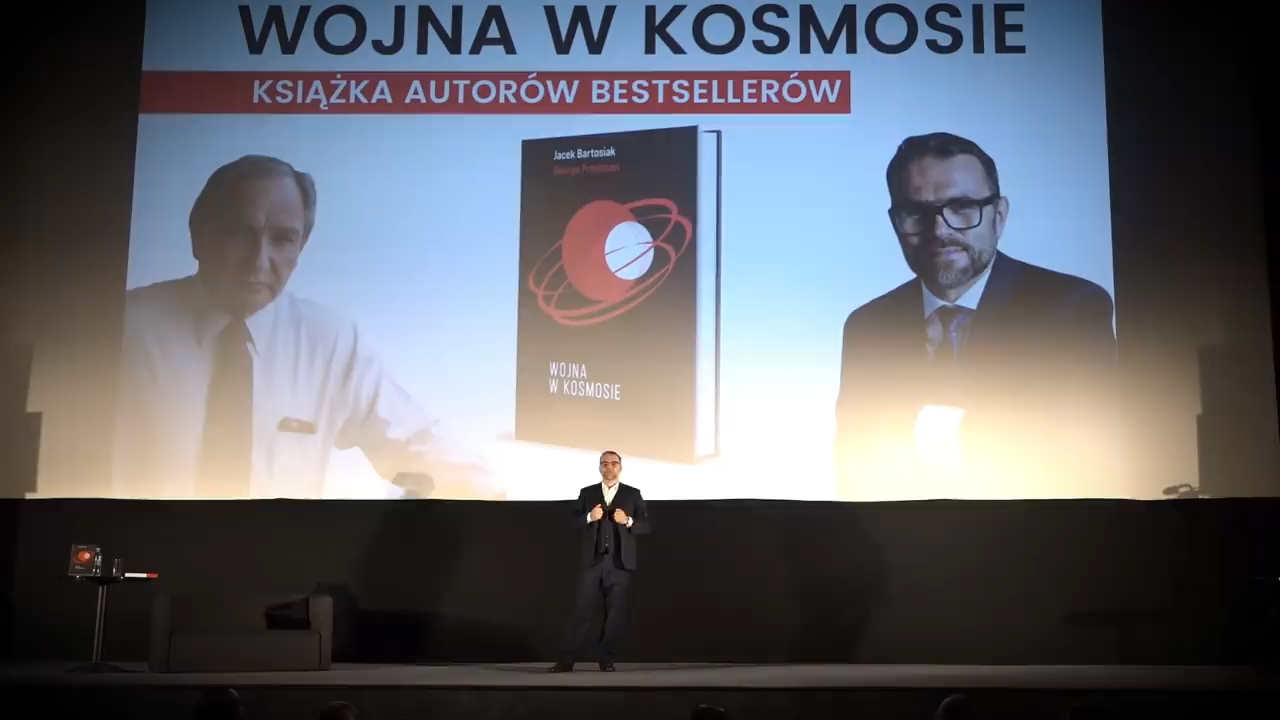 WOJNA W KOSMOSIE
KSIĄŻKA AUTORÓW BESTSELLERÓW
Jacek Bartosiak
WOJNA
W KOSMOSIE